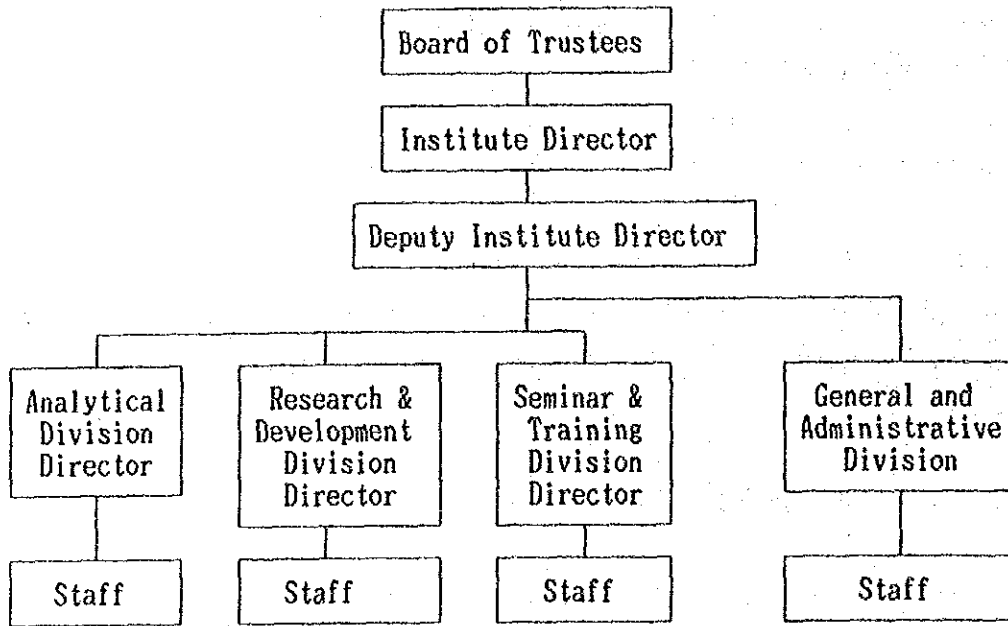 Board of Trustees
Institute Director
Deputy Institute Director
Analytical
Division
Director
Research &
Development
Division
Director
Seminar &
Training
Division
Director
General and
Administrative
Division
Staff
Staff
Staff
Staff